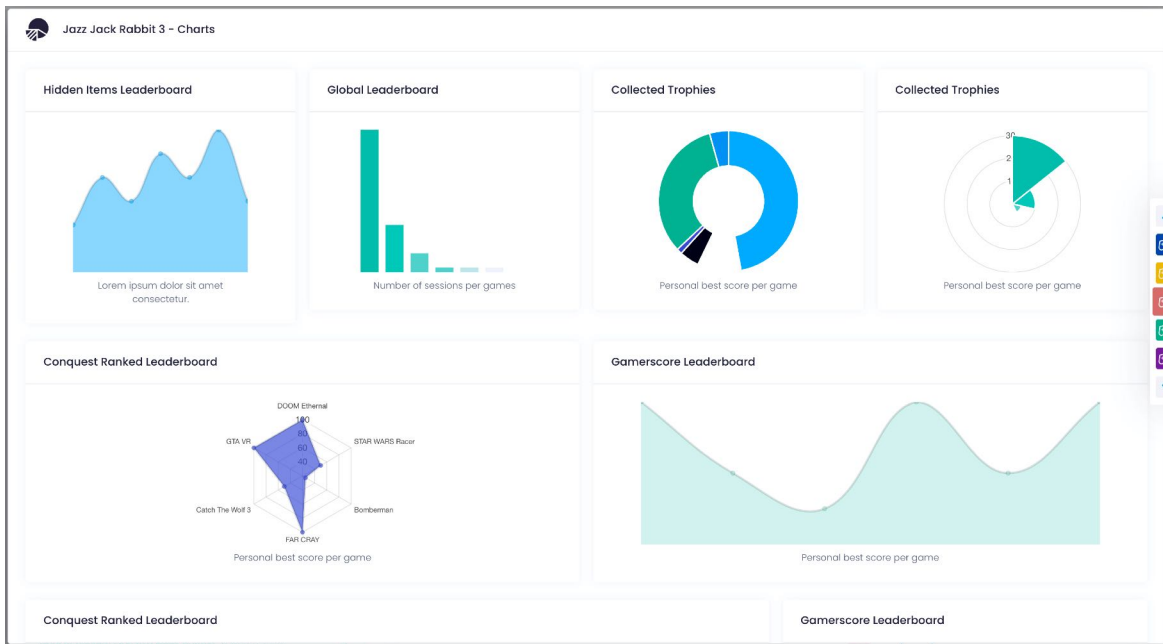 Jazz Jack Rabbit 3 - Charts
Hidden Items Leaderboard
Global Leaderboard
Collected Trophies
Collected Trophies
30
2
1
Lorem ipsum dolor sit amet
consectetur.
Number of sessions per games
Personal best score per game
Personal best score per game
Conquest Ranked Leaderboard
Gamerscore Leaderboard
DOOM Ethernal
100
80
60
40
GTA VR
STAR WARS Racer
Catch The Wolf 3
Bomberman
FAR CRAY
Personal best score per game
Personal best score per game
Conquest Ranked Leaderboard
Gamerscore Leaderboard